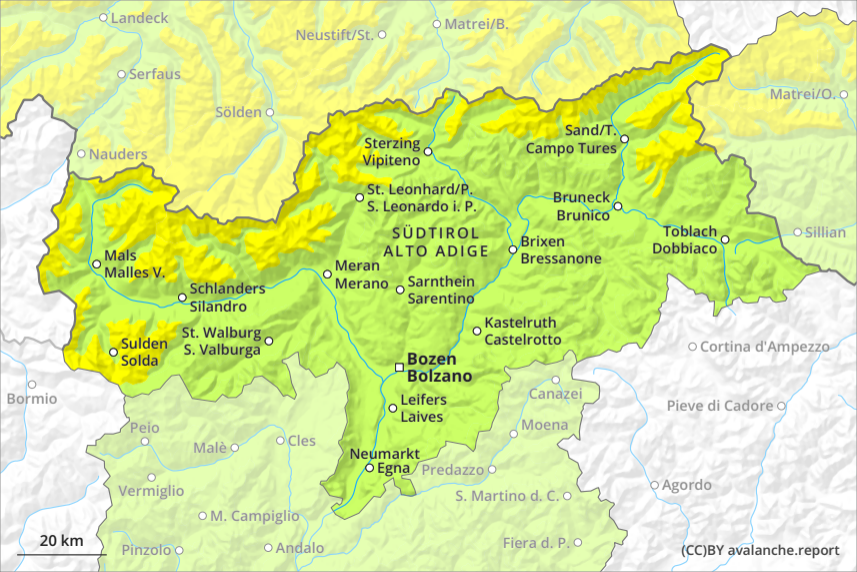 Landeck
Matrei/B.
Neustift/St.
Serfaus
Matrei/O.
Sölden
Sand/T.
Campo Tures
Sterzing
Vipiteno
Nauders
St. Leonhard/P.
S. Leonardo i. P.
Bruneck
Brunico
SÜDTIROL
ALTO ADIGE
Toblach
Dobbiaco
Sillian
Brixen
Bressanone
Mals
Malles V.
Meran
Merano
Schlanders
Silandro
Sarnthein
Sarentino
Kastelruth
Castelrotto
St. Walburg
S. Valburga
Sulden
Solda
Cortina d'Ampezzo
Bozen
Bolzano
Bormio
Canazei
Leifers
Laives
Pieve di Cadore
Peio
Moena
Malè
Cles
Neumarkt
Egna
Predazzo
Vermiglio
Agordo
S. Martino d. C.
M. Campiglio
20 km
Pinzolo
Andalo
Fiera d. P.
(CC)BY avalanche.report